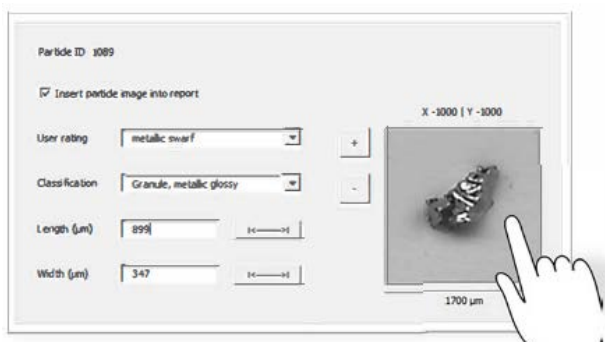 Particle ID 1089
Insert particle image into report
X -1000 | Y -1000
User rating metallic swarf
+
Classification Granule, metallic glossy
-
Length (µm) 899
Width (µm) 347
1700 µm